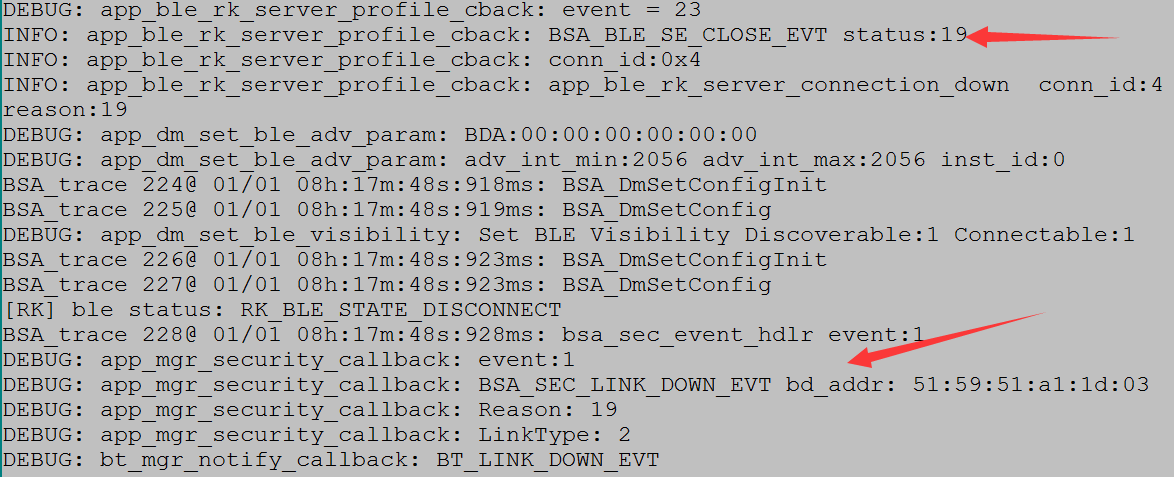 DEBUG: app_ble_rk_server_profile_cback: event = 23
INFO: app_ble_rk_server_profile_cback: BSA_BLE_SE_CLOSE_EVT status:19
INFO: app_ble_rk_server_profile_cback: conn_id:0x4
INFO: app_ble_rk_server_profile_cback: app_ble_rk_server_connection_down  conn_id:4
reason:19
DEBUG: app_dm_set_ble_adv_param: BDA:00:00:00:00:00:00
DEBUG: app_dm_set_ble_adv_param: adv_int_min:2056 adv_int_max:2056 inst_id:0
BSA_trace 224@ 01/01 08h:17m:48s:918ms: BSA_DmSetConfigInit
BSA_trace 225@ 01/01 08h:17m:48s:919ms: BSA_DmSetConfig
DEBUG: app_dm_set_ble_visibility: Set BLE Visibility Discoverable:1 Connectable:1
BSA_trace 226@ 01/01 08h:17m:48s:923ms: BSA_DmSetConfigInit
BSA_trace 227@ 01/01 08h:17m:48s:923ms: BSA_DmSetConfig
[RK] ble status: RK_BLE_STATE_DISCONNECT
BSA_trace 228@ 01/01 08h:17m:48s:928ms: bsa_sec_event_hdlr event:1
DEBUG: app_mgr_security_callback: event:1
DEBUG: app_mgr_security_callback: BSA_SEC_LINK_DOWN_EVT bd_addr: 51:59:51:a1:1d:03
DEBUG: app_mgr_security_callback: Reason: 19
DEBUG: app_mgr_security_callback: LinkType: 2
DEBUG: bt_mgr_notify_callback: BT_LINK_DOWN_EVT